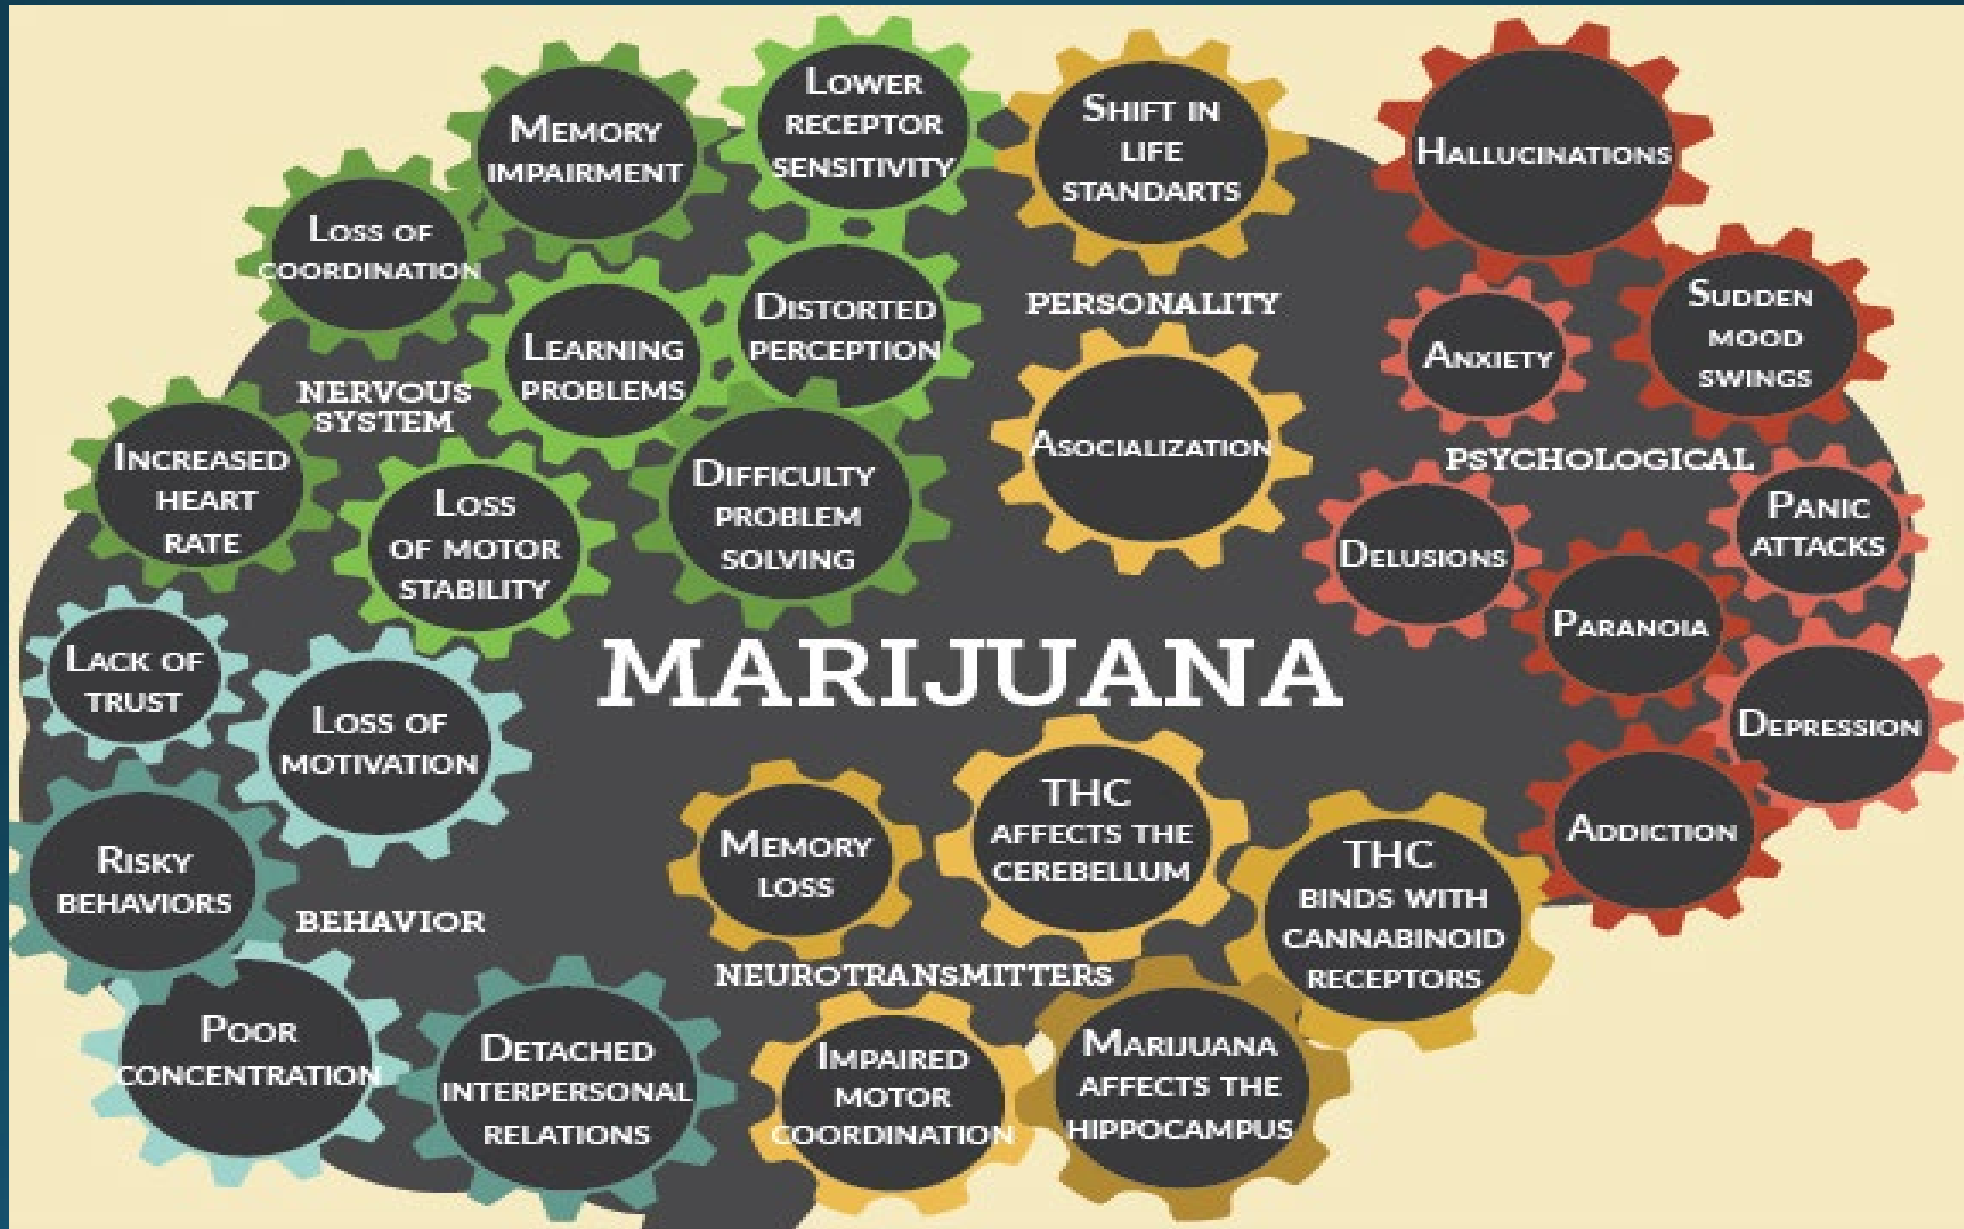 Memory
impairment
Lower
receptor
sensitivity
Shift in
life
standarts
Hallucinations
Loss of
coordination
Learning
problems
Distorted
perception
PERSONALITY
Anxiety
Sudden
mood
swings
NERVOUS
SYSTEM
Increased
heart
rate
Loss
of motor
stability
Difficulty
problem
solving
Asocialization
PSYCHOLOGICAL
Delusions
Panic
attacks
Paranoia
Depression
Addiction
MARIJUANA
Lack of
trust
Loss of
motivation
Risky
behaviors
BEHAVIOR
Poor
concentration
Detached
interpersonal
relations
Memory
loss
THC
affects the
cerebellum
THC
binds with
cannabinoid
receptors
NEUROTRANSMITTERS
Impaired
motor
coordination
Marijuana
affects the
hippocampus